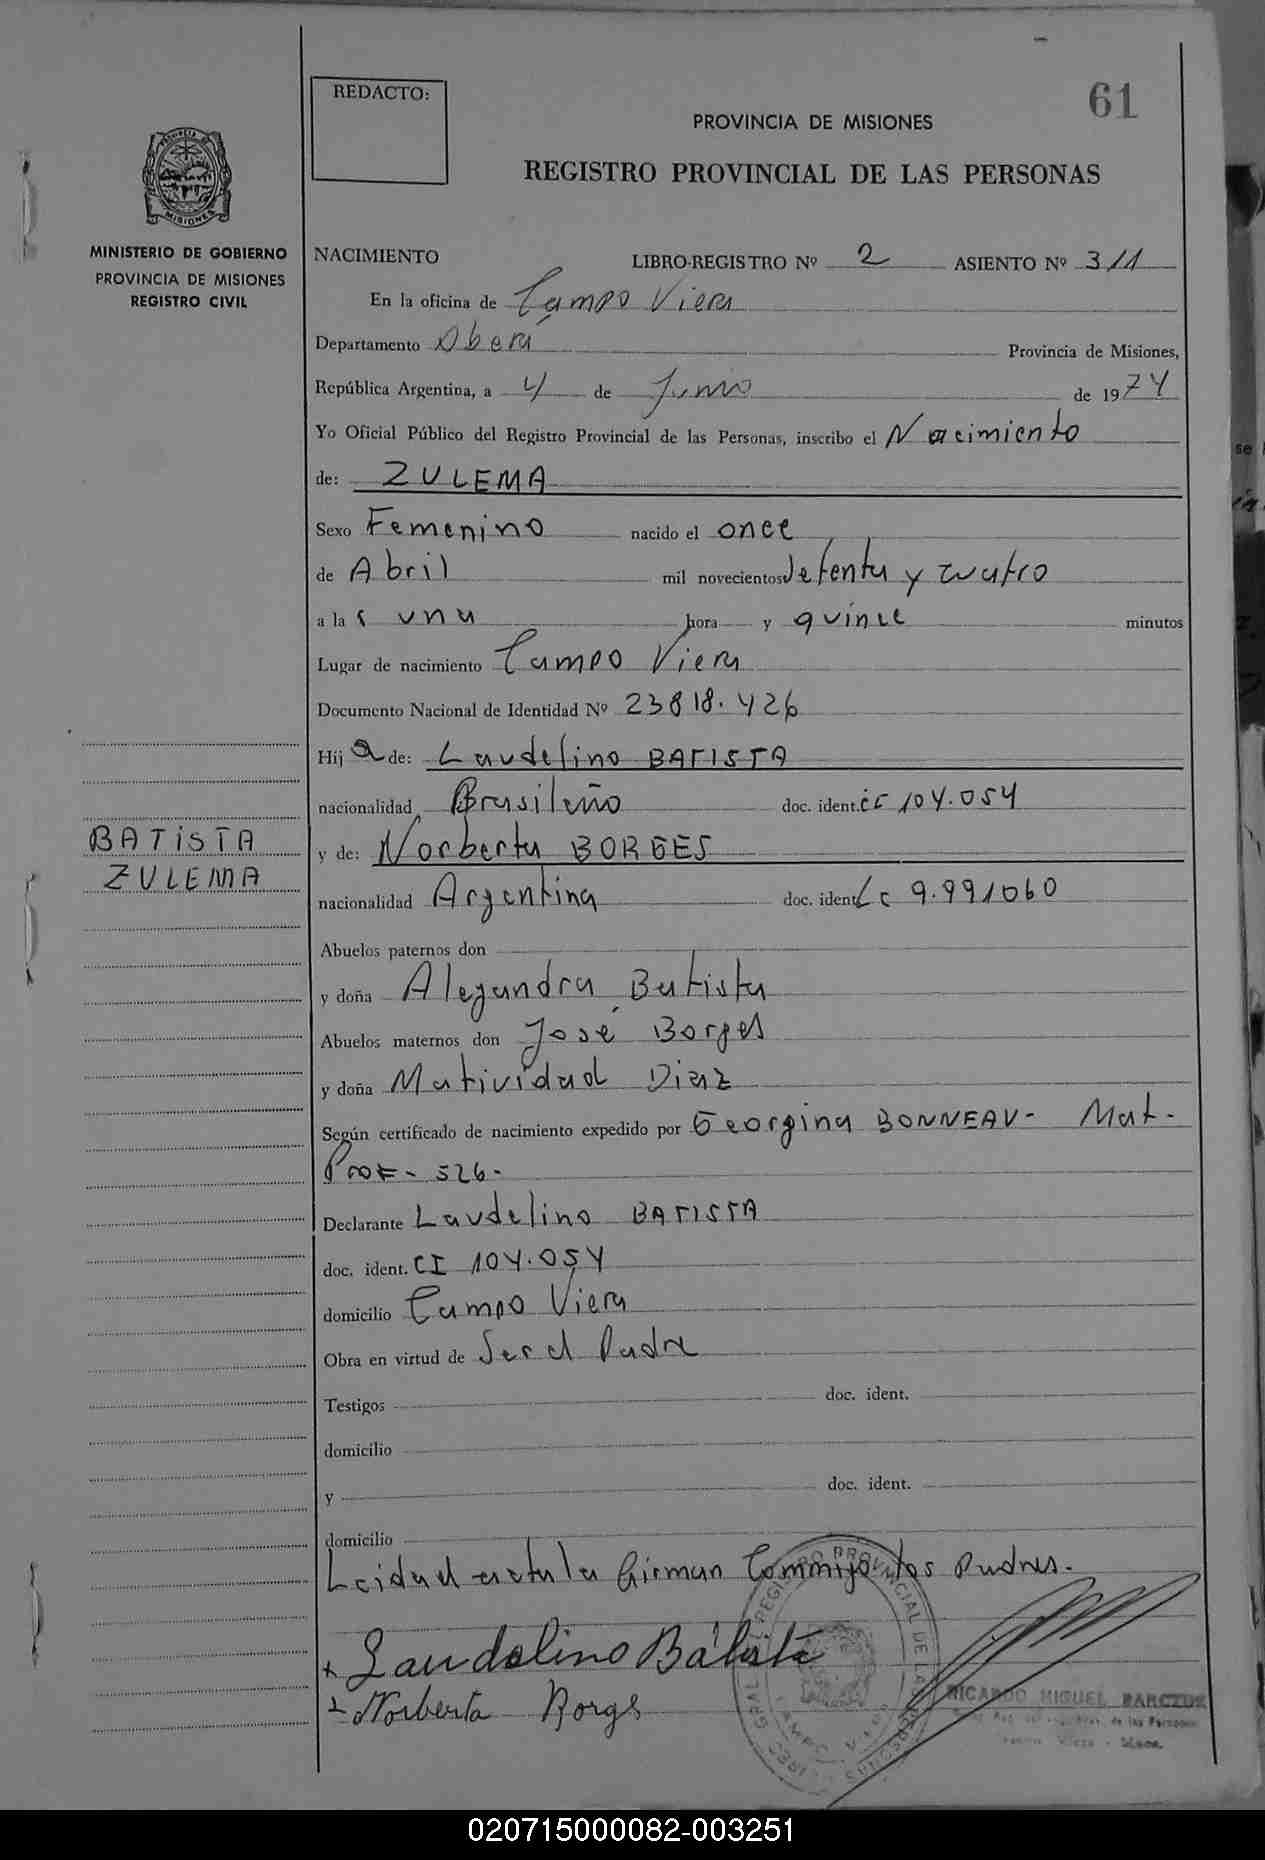 REDACTO:
61
PROVINCIA DE MISIONES
REGISTRO PROVINCIAL DE LAS PERSONAS
MISIONES
MINISTERIO DE GOBIERNO
PROVINCIA DE MISIONES
REGISTRO CIVIL
NACIMIENTO LIBRO-REGISTRO Nº 2 ASIENTO Nº 311
En la oficina de Campo Viera
Departamento Oberá Provincia de Misiones,
República Argentina, a 4 de Junio de 1974
Yo Oficial Público del Registro Provincial de las Personas, inscribo el Nacimiento
de: ZULEMA
Sexo Femenino nacido el once
de Abril mil novecientos setenta y cuatro
a la s una hora y quince minutos
Lugar de nacimiento Campo Viera
Documento Nacional de Identidad Nº 23818.426
Hij a de: Laudelino BATISTA
nacionalidad Brasileño doc. ident. CI 104.054
BATISTA
ZULEMA
y de: Norberta BORGES
nacionalidad Argentina doc. ident. Lc 9.991060
Abuelos paternos don
y doña Alejandra Batista
Abuelos maternos don José Borges
y doña Natividad Diaz
Según certificado de nacimiento expedido por Georgina BONNEAU- Mat-
Prof- 526-
Declarante Laudelino BATISTA
doc. ident. CI 104.054
domicilio Campo Viera
Obra en virtud de Ser el Padre
Testigos doc. ident.
domicilio
y doc. ident.
domicilio
Leida el acta la firman Conmigo los Padres.
Laudelino Batista
Norberta Borges
RICARDO MIGUEL
020715000082-003251